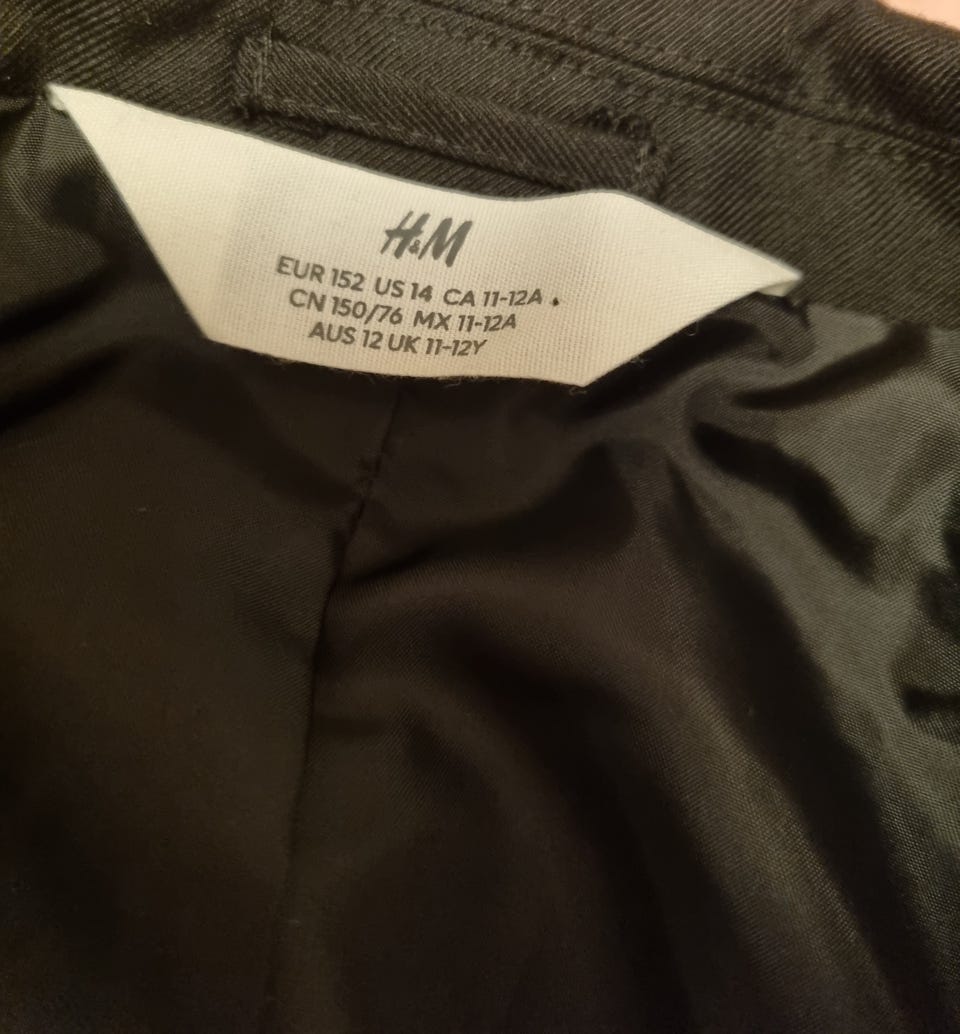 H&M
EUR 152 US 14 CA 11-12A
CN 150/76 MX 11-12A
AUS 12 UK 11-12Y